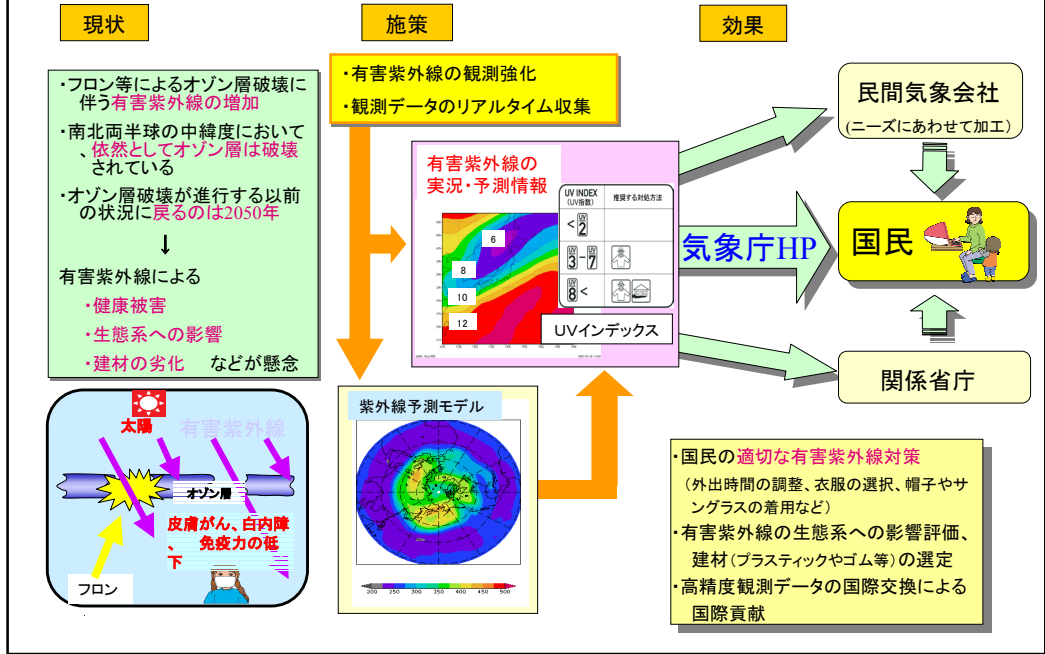 現状
施策
効果
・フロン等によるオゾン層破壊に
伴う有害紫外線の増加
・南北両半球の中緯度において
、依然としてオゾン層は破壊
されている
・オゾン層破壊が進行する以前
の状況に戻るのは2050年
↓
有害紫外線による
・健康被害
・生態系への影響
・建材の劣化 などが懸念
太陽
有害紫外線
オゾン層
皮膚がん、白内障
、 免疫力の低
下
フロン
・有害紫外線の観測強化
・観測データのリアルタイム収集
有害紫外線の
実況・予測情報
6
8
10
12
UV INDEX
(UV指数)
推奨する対処方法
< UV 2
UV 3 - UV 7
UV 8 <
UVインデックス
紫外線予測モデル
200 250 300 350 400 450 500
民間気象会社
(ニーズにあわせて加工)
気象庁HP
国民
関係省庁
・国民の適切な有害紫外線対策
(外出時間の調整、衣服の選択、帽子やサ
ングラスの着用など)
・有害紫外線の生態系への影響評価、
建材(プラスティックやゴム等)の選定
・高精度観測データの国際交換による
国際貢献